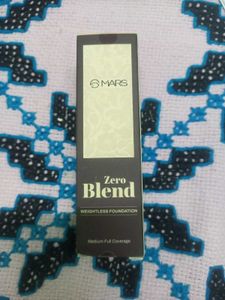 MARS
Zero
Blend
WEIGHTLESS FOUNDATION
Medium-Full Coverage